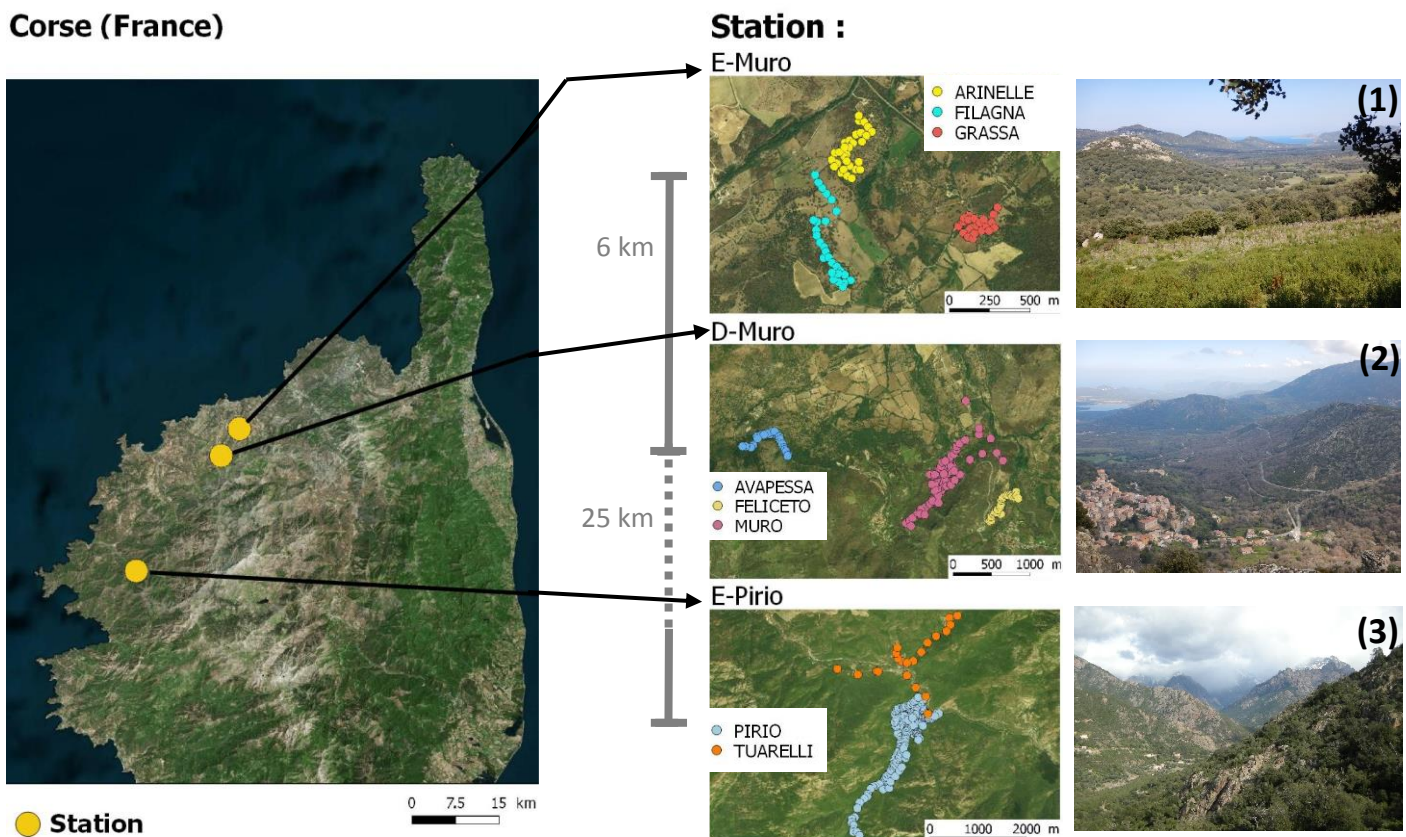 Corse (France)
Station :
E-Muro
ARINELLE
FILAGNA
GRASSA
0 250 500 m
(1)
6 km
D-Muro
AVAPESSA
FELICETO
MURO
0 500 1000 m
(2)
25 km
E-Pirio
PIRIO
TUARELLI
0 1000 2000 m
(3)
0 7.5 15 km
Station